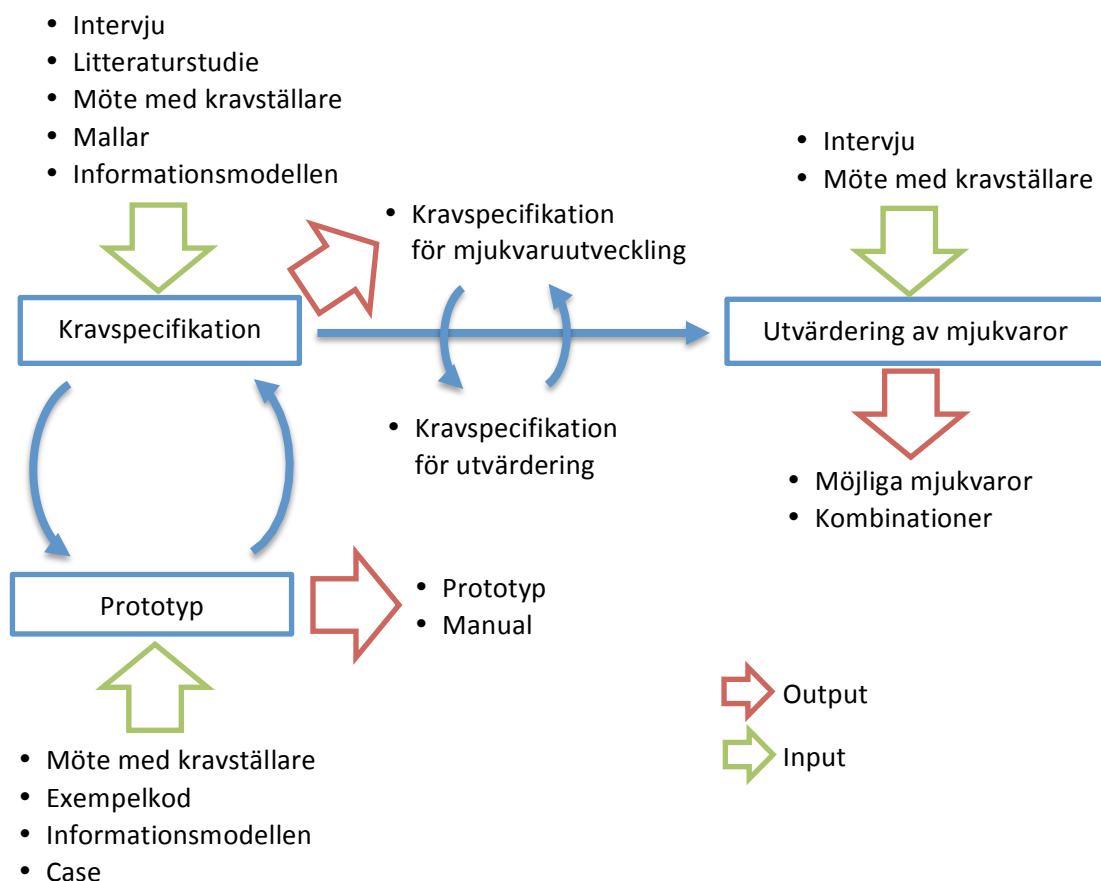 • Intervju
• Litteraturstudie
• Möte med kravställare
• Mallar
• Informationsmodellen
• Intervju
• Möte med kravställare
• Kravspecifikation
för mjukvaruutveckling
Kravspecifikation
Utvärdering av mjukvaror
• Kravspecifikation
för utvärdering
• Möjliga mjukvaror
• Kombinationer
Prototyp
• Prototyp
• Manual
Output
Input
• Möte med kravställare
• Exempelkod
• Informationsmodellen
• Case